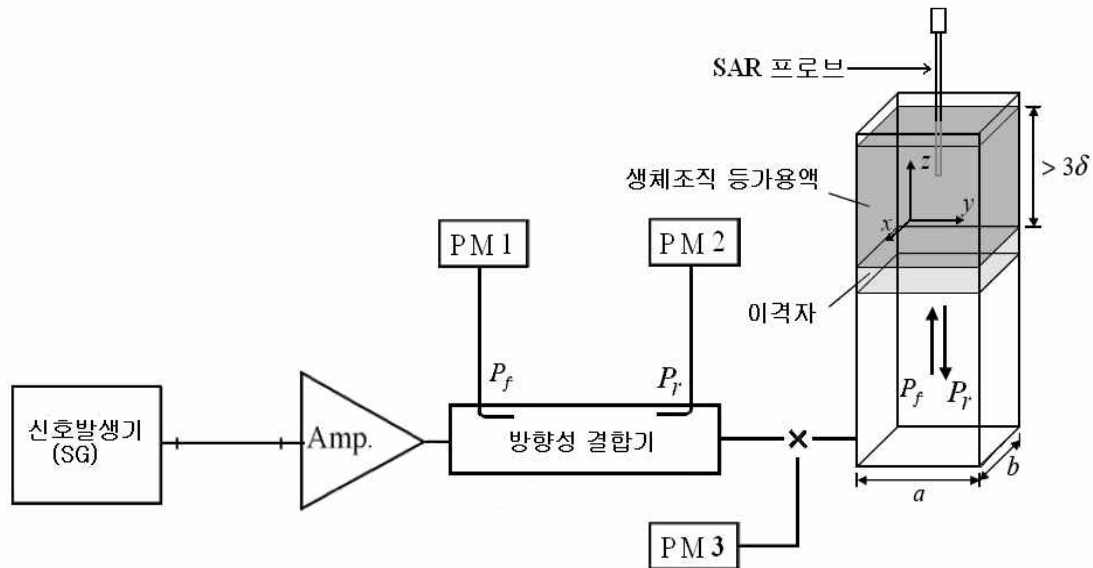 SAR 프로브
생체조직 등가용액
> 3δ
z
y
x
PM 1
PM 2
이격자
P_f
P_r
P_f
P_r
신호발생기
(SG)
Amp.
방향성 결합기
b
a
PM 3